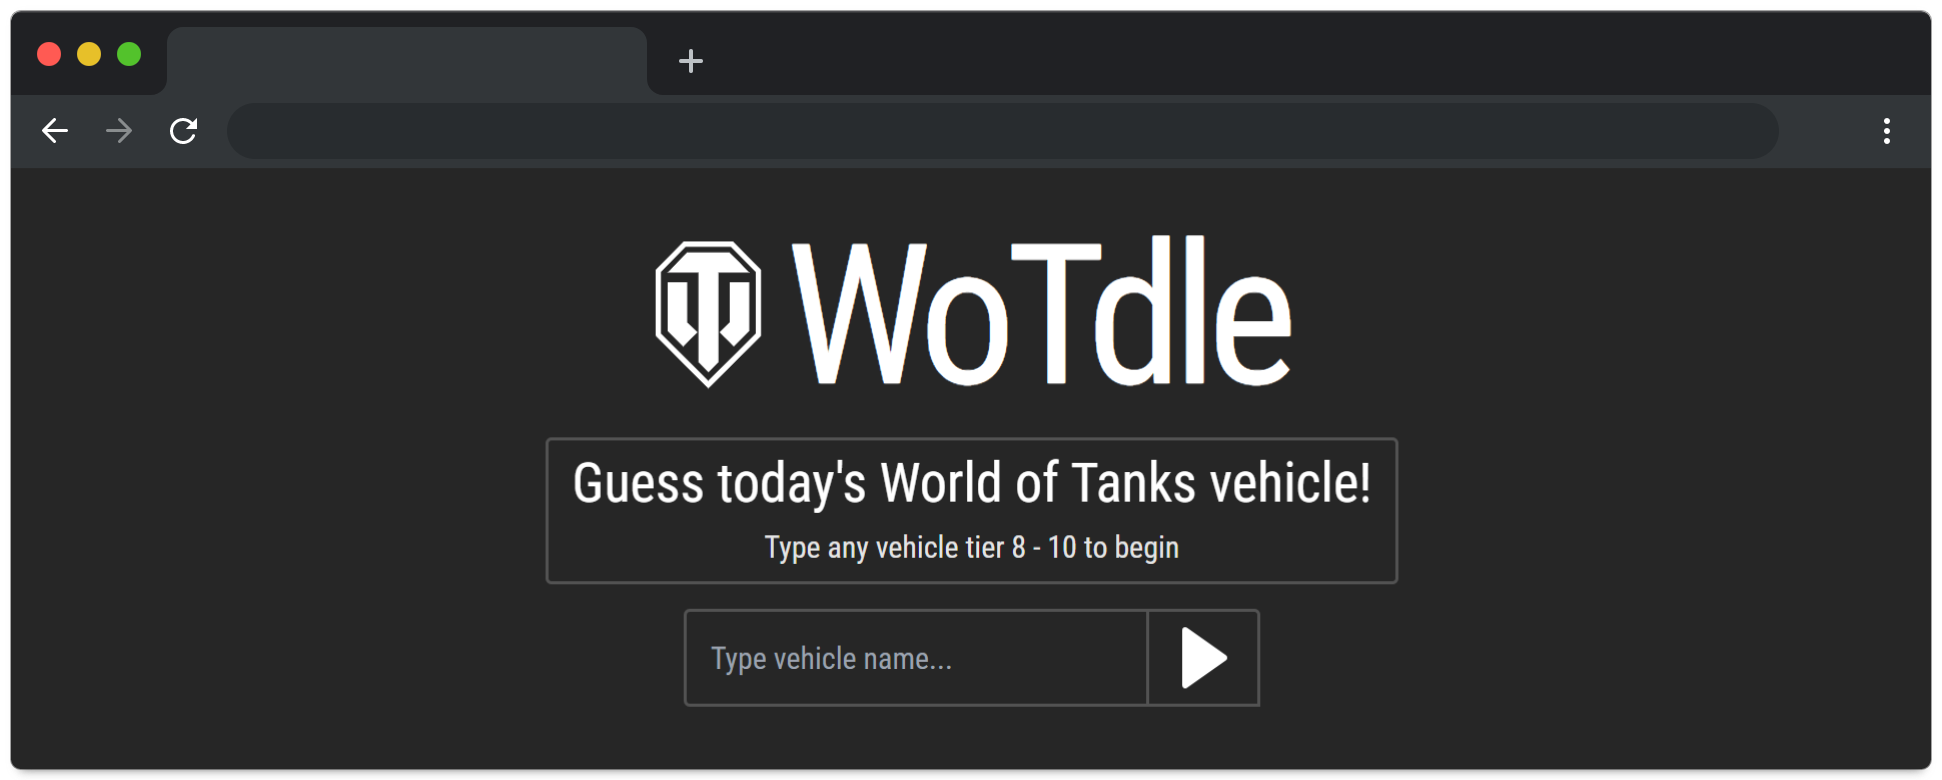 WoTdle
Guess today's World of Tanks vehicle!
Type any vehicle tier 8 - 10 to begin
Type vehicle name...